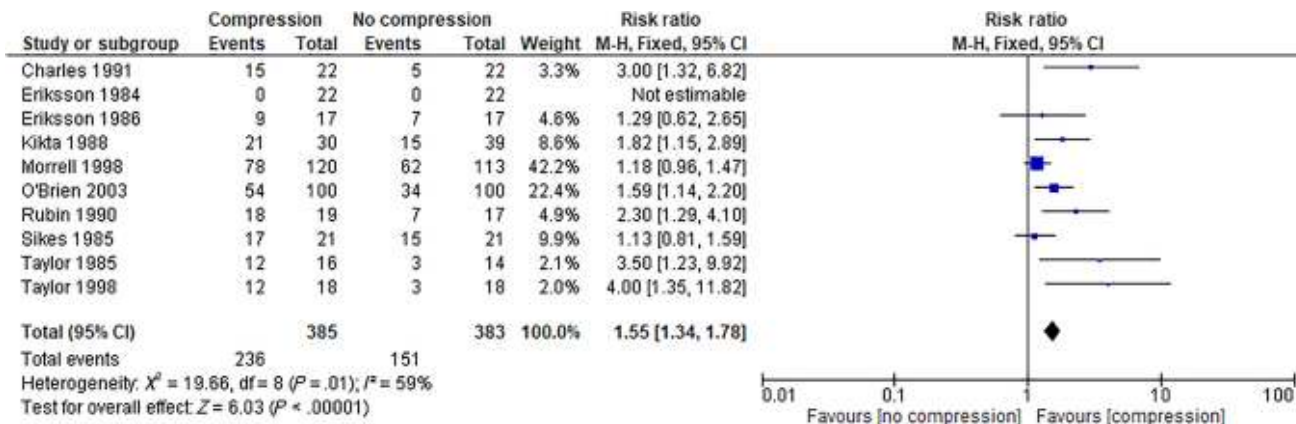 Compression No compression Risk ratio Risk ratio
Study or subgroup Events Total Events Total Weight M-H, Fixed, 95% CI M-H, Fixed, 95% CI
Charles 1991 15 22 5 22 3.3% 3.00 [1.32, 6.82]
Eriksson 1984 0 22 0 22 Not estimable
Eriksson 1986 9 17 7 17 4.6% 1.29 [0.62, 2.65]
Kikta 1988 21 30 15 39 8.6% 1.82 [1.15, 2.89]
Morrell 1998 78 120 62 113 42.2% 1.18 [0.96, 1.47]
O'Brien 2003 54 100 34 100 22.4% 1.59 [1.14, 2.20]
Rubin 1990 18 19 7 17 4.9% 2.30 [1.29, 4.10]
Sikes 1985 17 21 15 21 9.9% 1.13 [0.81, 1.59]
Taylor 1985 12 16 3 14 2.1% 3.50 [1.23, 9.92]
Taylor 1998 12 18 3 18 2.0% 4.00 [1.35, 11.82]
Total (95% CI) 385 383 100.0% 1.55 [1.34, 1.78]
Total events 236 151
Heterogeneity: X² = 19.66, df = 8 (P = .01); I² = 59%
Test for overall effect: Z = 6.03 (P < .00001)
0.01 0.1 1 10 100
Favours [no compression] Favours [compression]